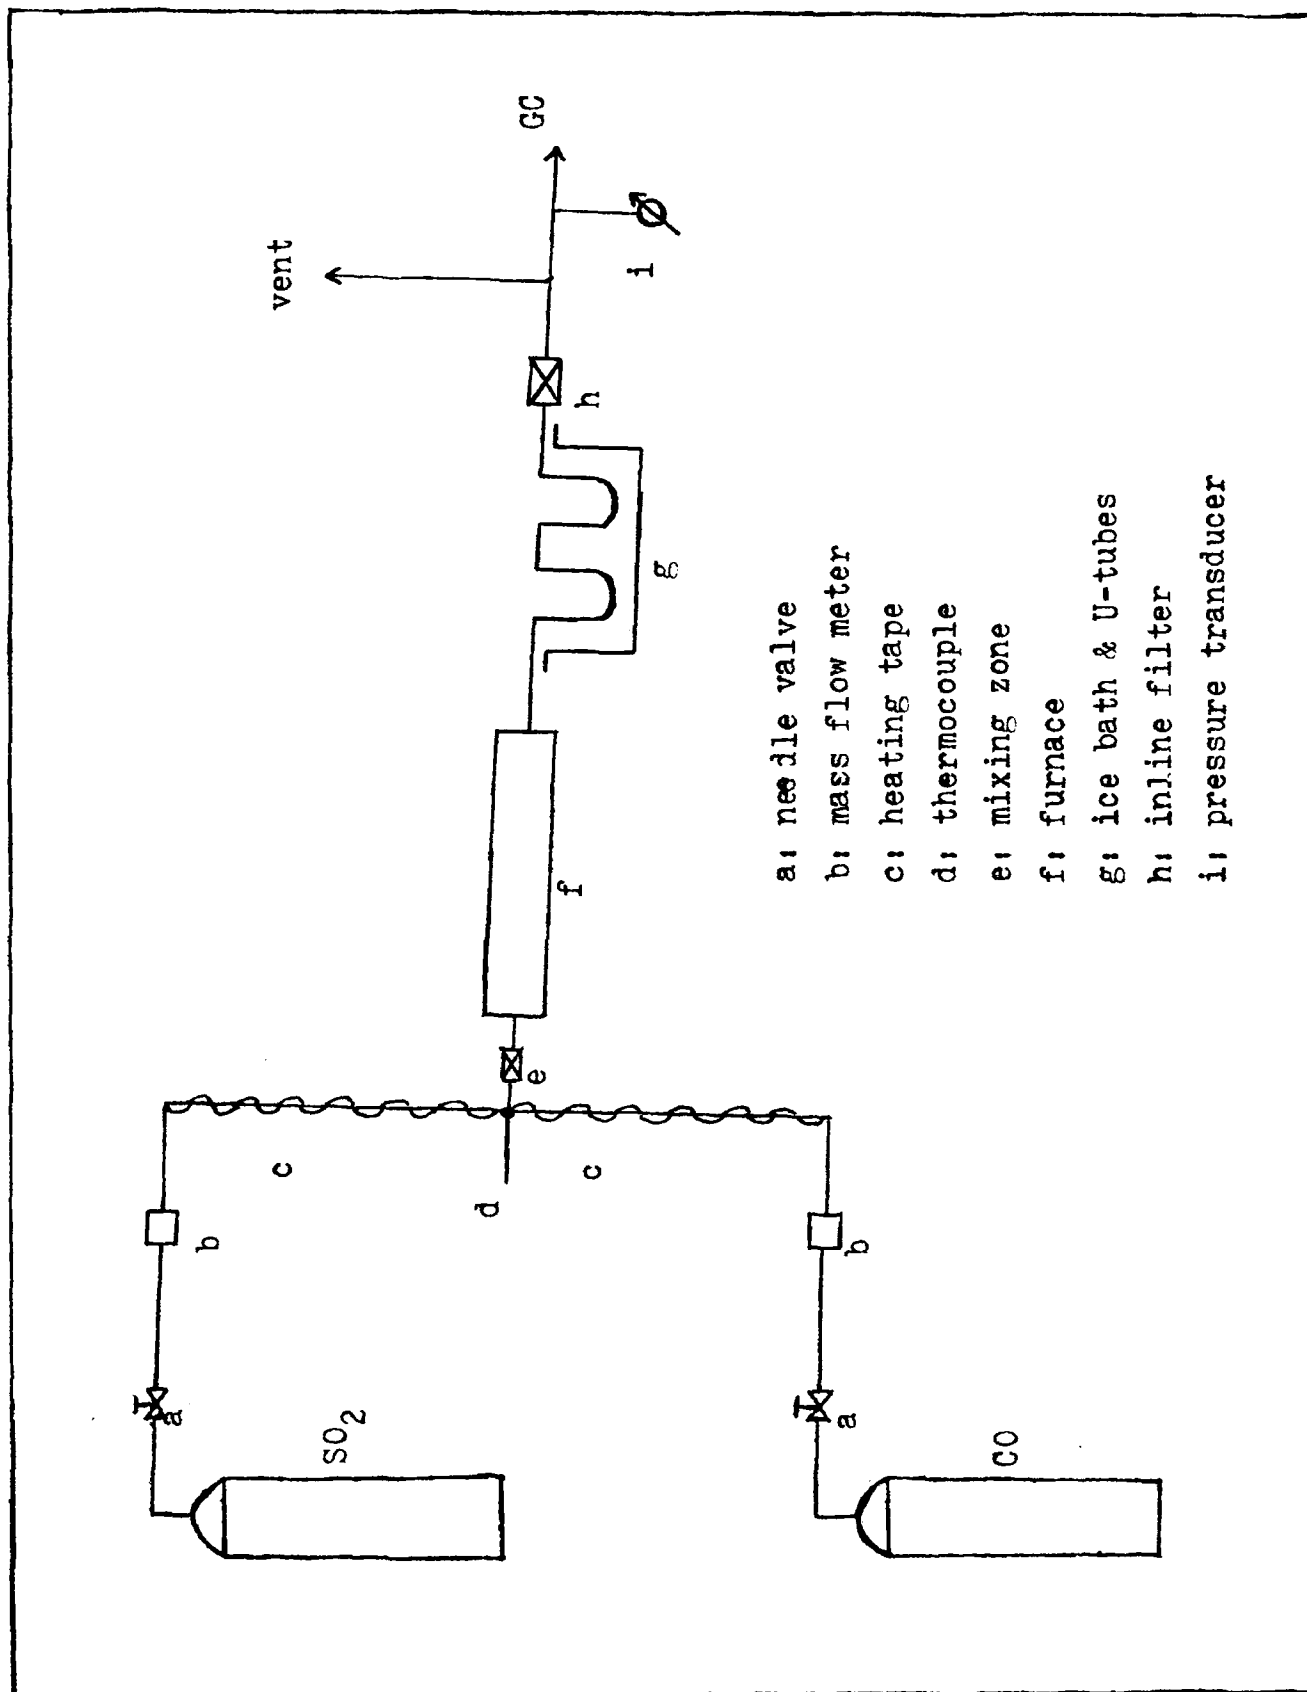 SO2
CO
a
a
b
b
c
c
d
e
f
g
h
i
vent
GC
a: needle valve
b: mass flow meter
c: heating tape
d: thermocouple
e: mixing zone
f: furnace
g: ice bath & U-tubes
h: inline filter
i: pressure transducer